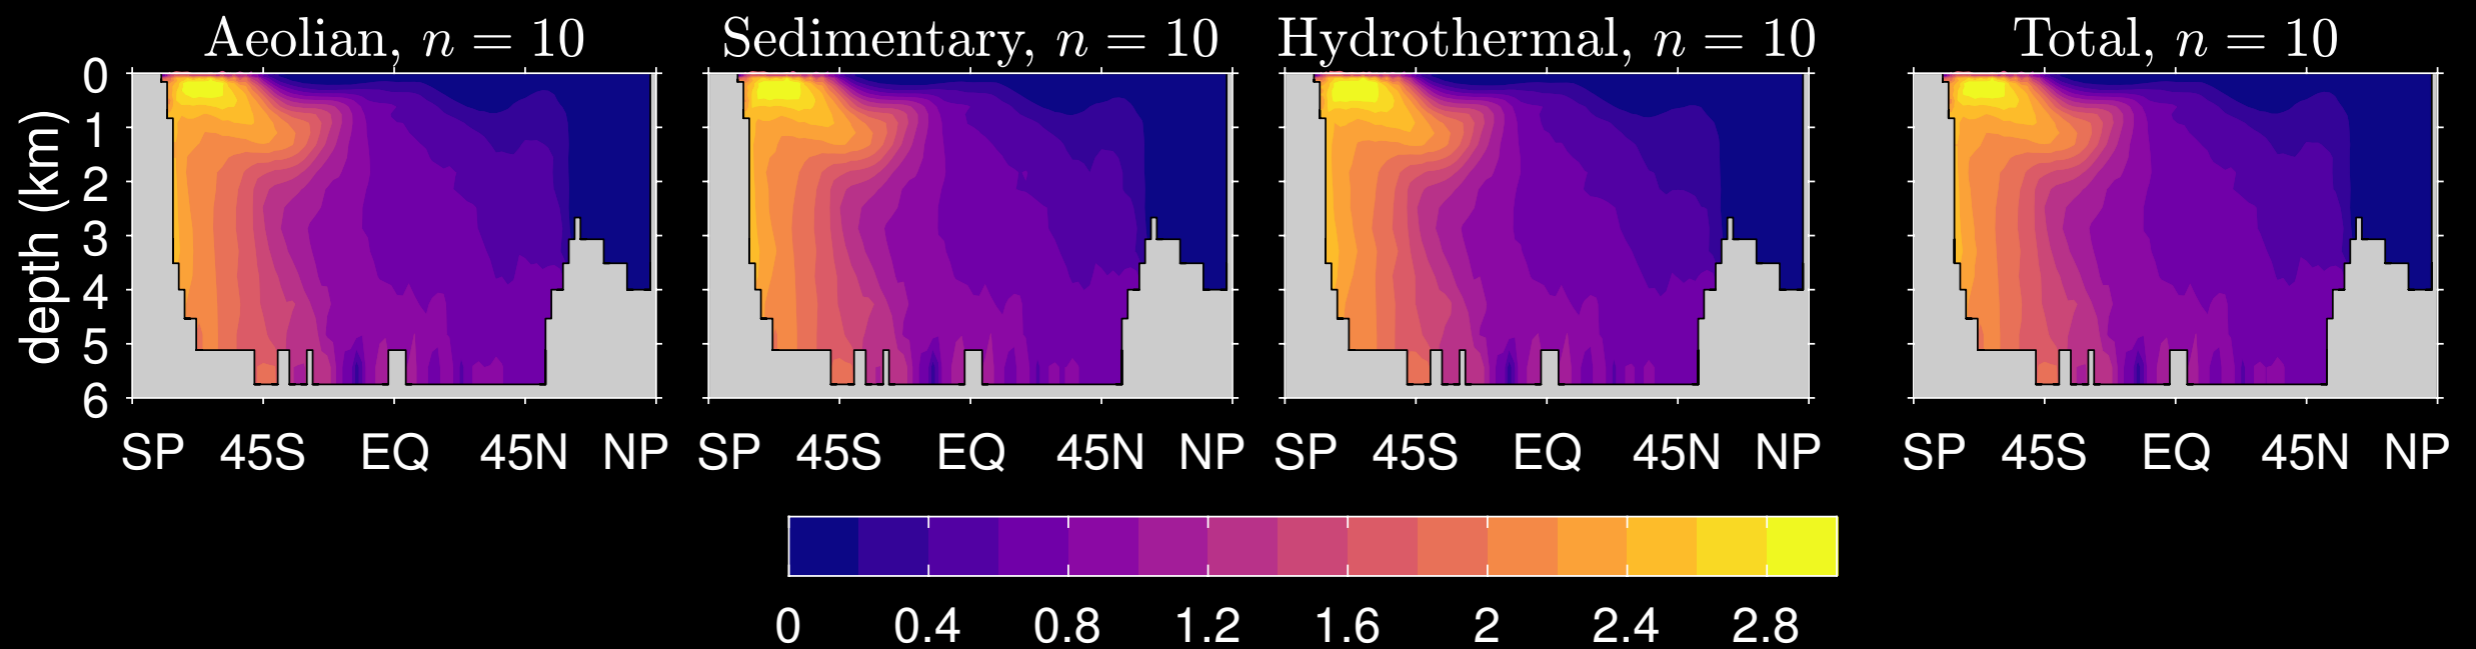 Aeolian, n = 10 Sedimentary, n = 10 Hydrothermal, n = 10 Total, n = 10
depth (km)
0
1
2
3
4
5
6
SP 45S EQ 45N NP SP 45S EQ 45N NP SP 45S EQ 45N NP SP 45S EQ 45N NP
0 0.4 0.8 1.2 1.6 2 2.4 2.8